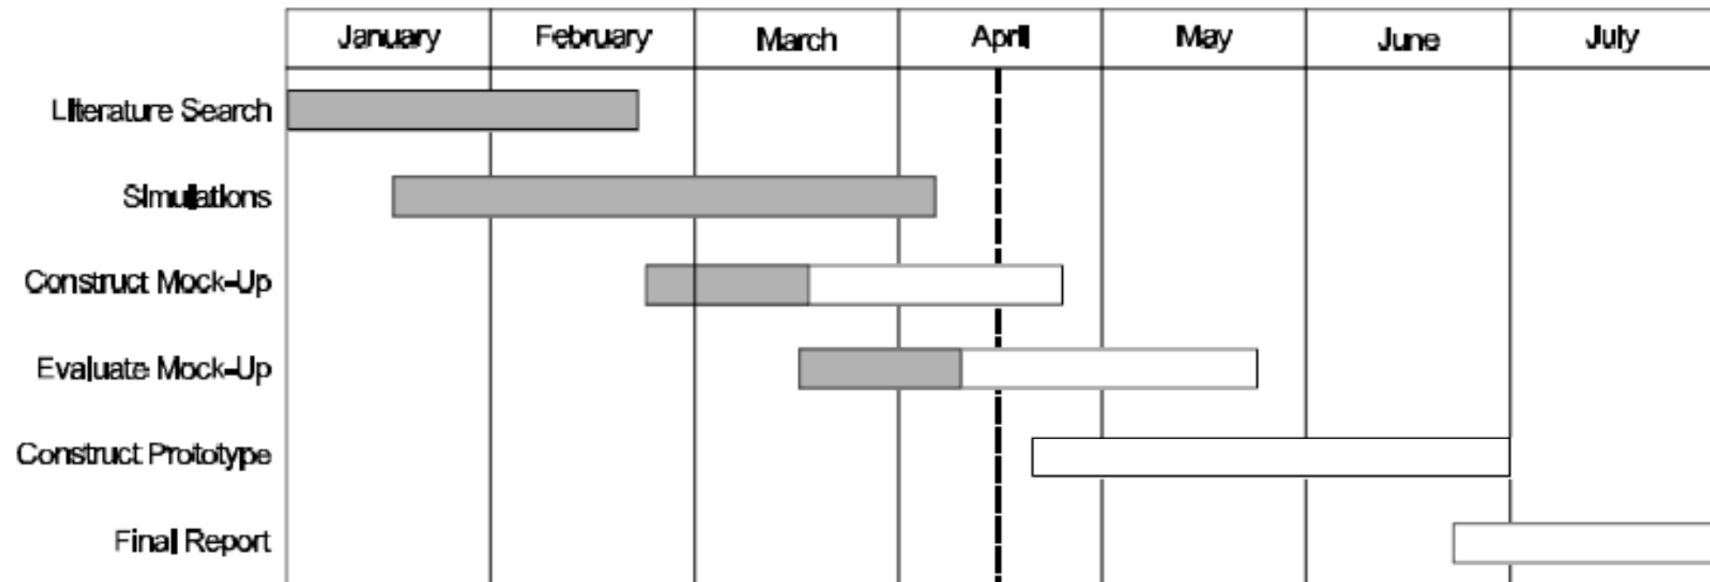 January February March April May June July
Literature Search
Simulations
Construct Mock-Up
Evaluate Mock-Up
Construct Prototype
Final Report